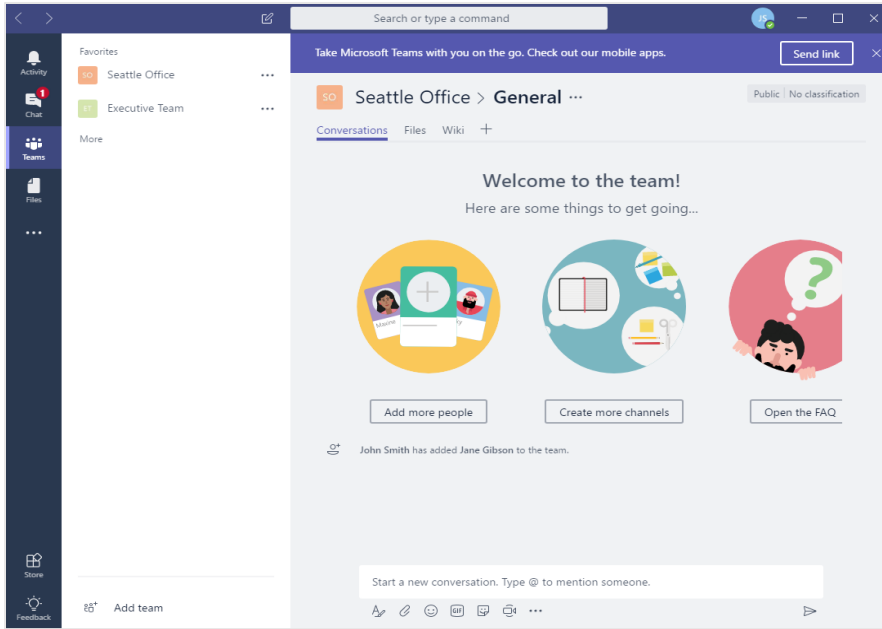 Search or type a command
JS
Activity
Chat
1
Teams
Files
Store
Feedback
Favorites
SO Seattle Office
ET Executive Team
More
Add team
Take Microsoft Teams with you on the go. Check out our mobile apps.
Send link
SO Seattle Office > General
Public No classification
Conversations Files Wiki
Welcome to the team!
Here are some things to get going...
Maxine
?
Add more people
Create more channels
Open the FAQ
John Smith has added Jane Gibson to the team.
Start a new conversation. Type @ to mention someone.
GIF